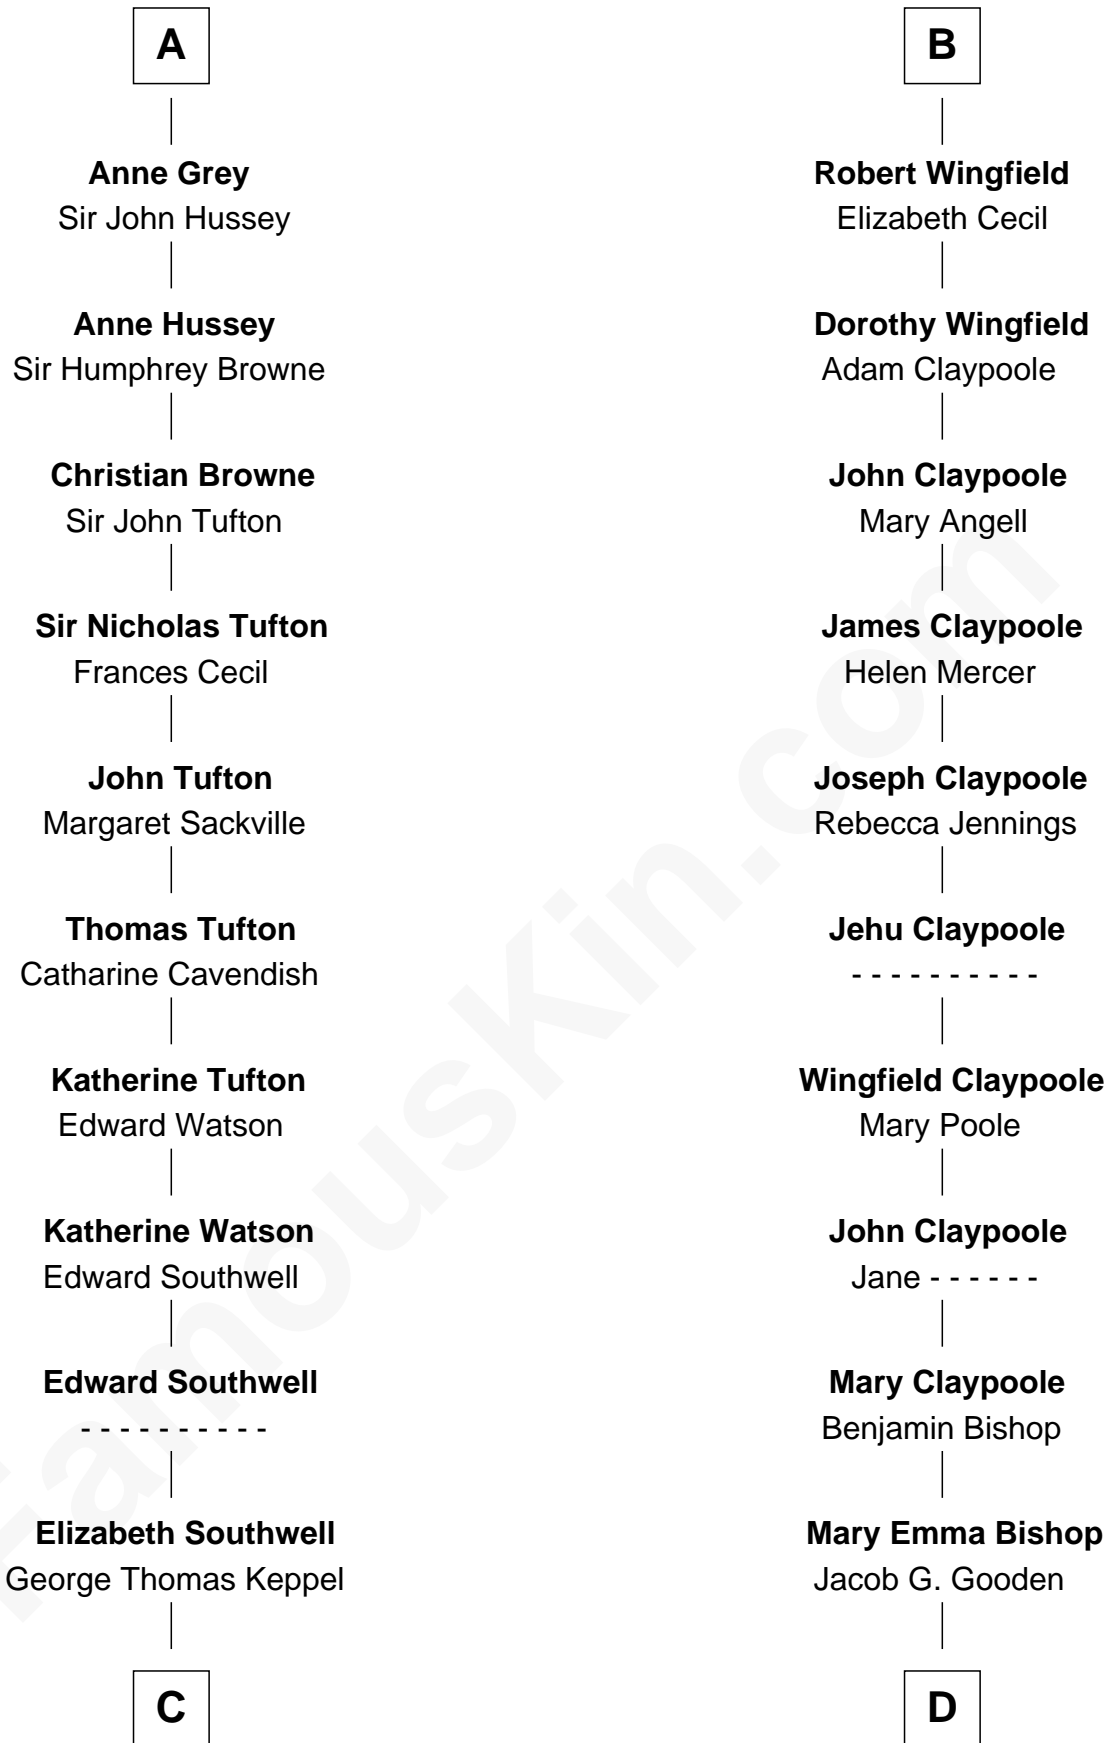 A
Anne Grey
Sir John Hussey
Anne Hussey
Sir Humphrey Browne
Christian Browne
Sir John Tufton
Sir Nicholas Tufton
Frances Cecil
John Tufton
Margaret Sackville
Thomas Tufton
Catharine Cavendish
Katherine Tufton
Edward Watson
Katherine Watson
Edward Southwell
Edward Southwell
- - - - - - - - - -
Elizabeth Southwell
George Thomas Keppel
C
B
Robert Wingfield
Elizabeth Cecil
Dorothy Wingfield
Adam Claypoole
John Claypoole
Mary Angell
James Claypoole
Helen Mercer
Joseph Claypoole
Rebecca Jennings
Jehu Claypoole
- - - - - - - - - -
Wingfield Claypoole
Mary Poole
John Claypoole
Jane - - - - - -
Mary Claypoole
Benjamin Bishop
Mary Emma Bishop
Jacob G. Gooden
D
FamousKin.com